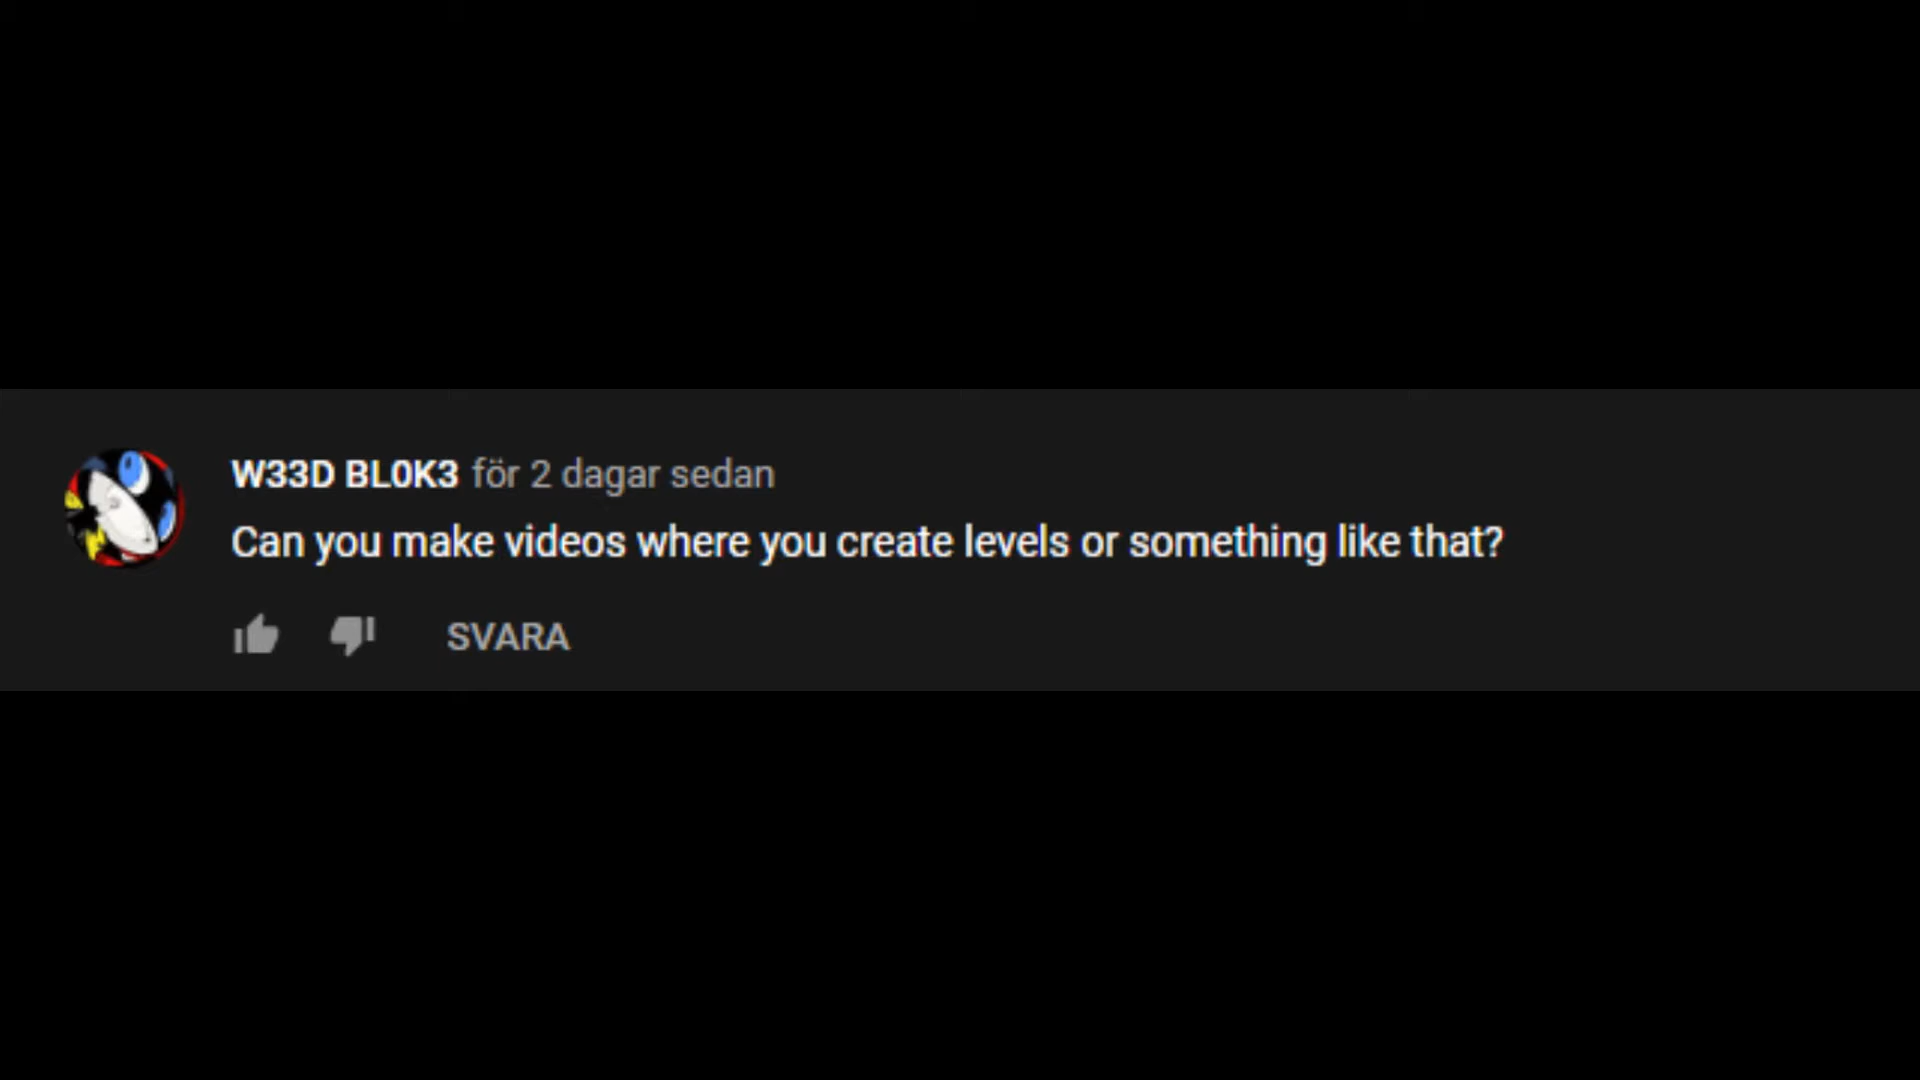 W33D BL0K3 för 2 dagar sedan
Can you make videos where you create levels or something like that?
SVARA